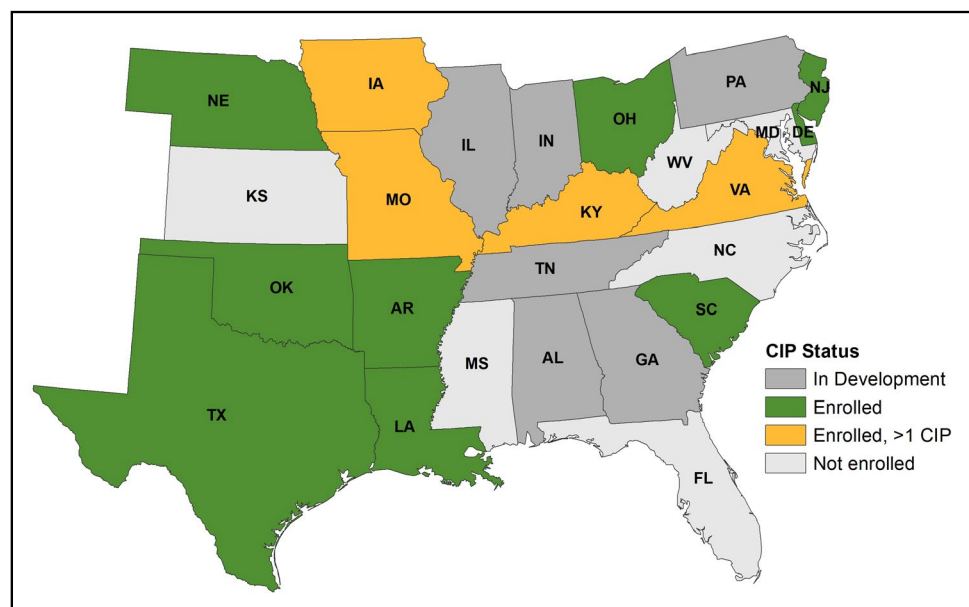 IA
PA
NJ
NE
OH
IL
IN
MD
DE
WV
KS
MO
VA
KY
NC
TN
OK
AR
SC
MS
AL
GA
TX
LA
FL
CIP Status
In Development
Enrolled
Enrolled, >1 CIP
Not enrolled